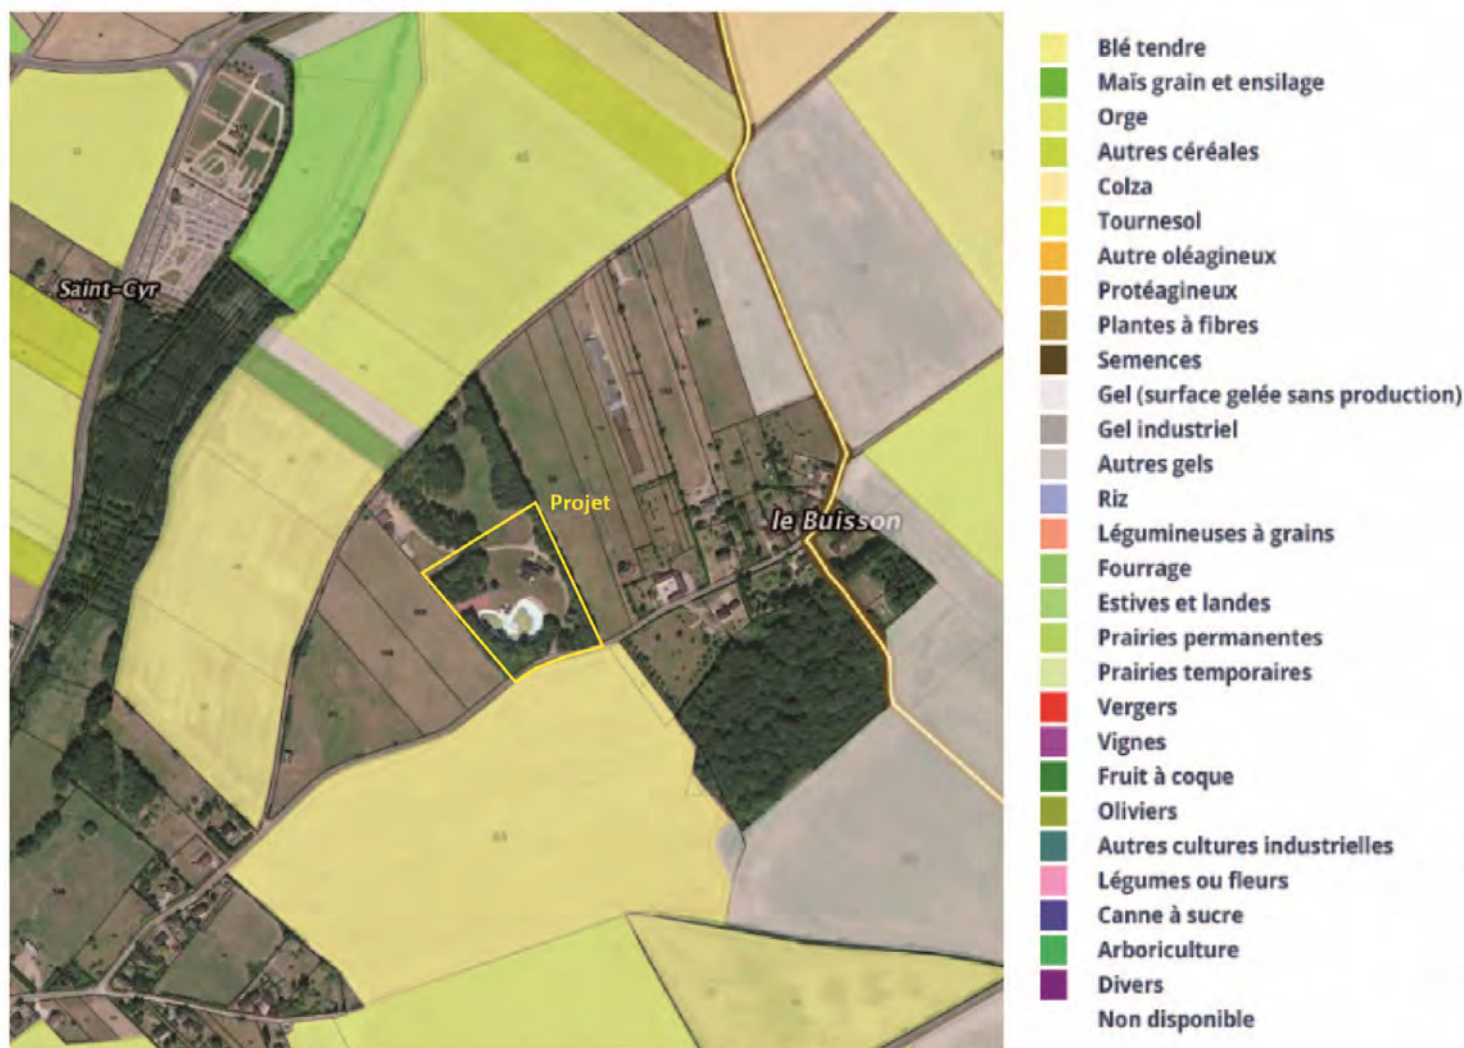 Saint-Cyr
Projet
le Buisson
Blé tendre
Maïs grain et ensilage
Orge
Autres céréales
Colza
Tournesol
Autre oléagineux
Protéagineux
Plantes à fibres
Semences
Gel (surface gelée sans production)
Gel industriel
Autres gels
Riz
Légumineuses à grains
Fourrage
Estives et landes
Prairies permanentes
Prairies temporaires
Vergers
Vignes
Fruit à coque
Oliviers
Autres cultures industrielles
Légumes ou fleurs
Canne à sucre
Arboriculture
Divers
Non disponible